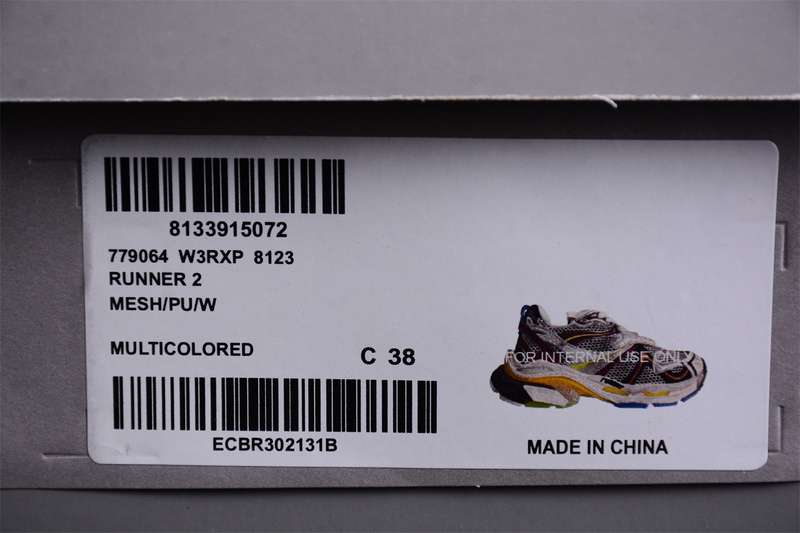 8133915072
779064 W3RXP 8123
RUNNER 2
MESH/PU/W
MULTICOLORED
C 38
FOR INTERNAL USE ONLY
ECBR302131B
MADE IN CHINA